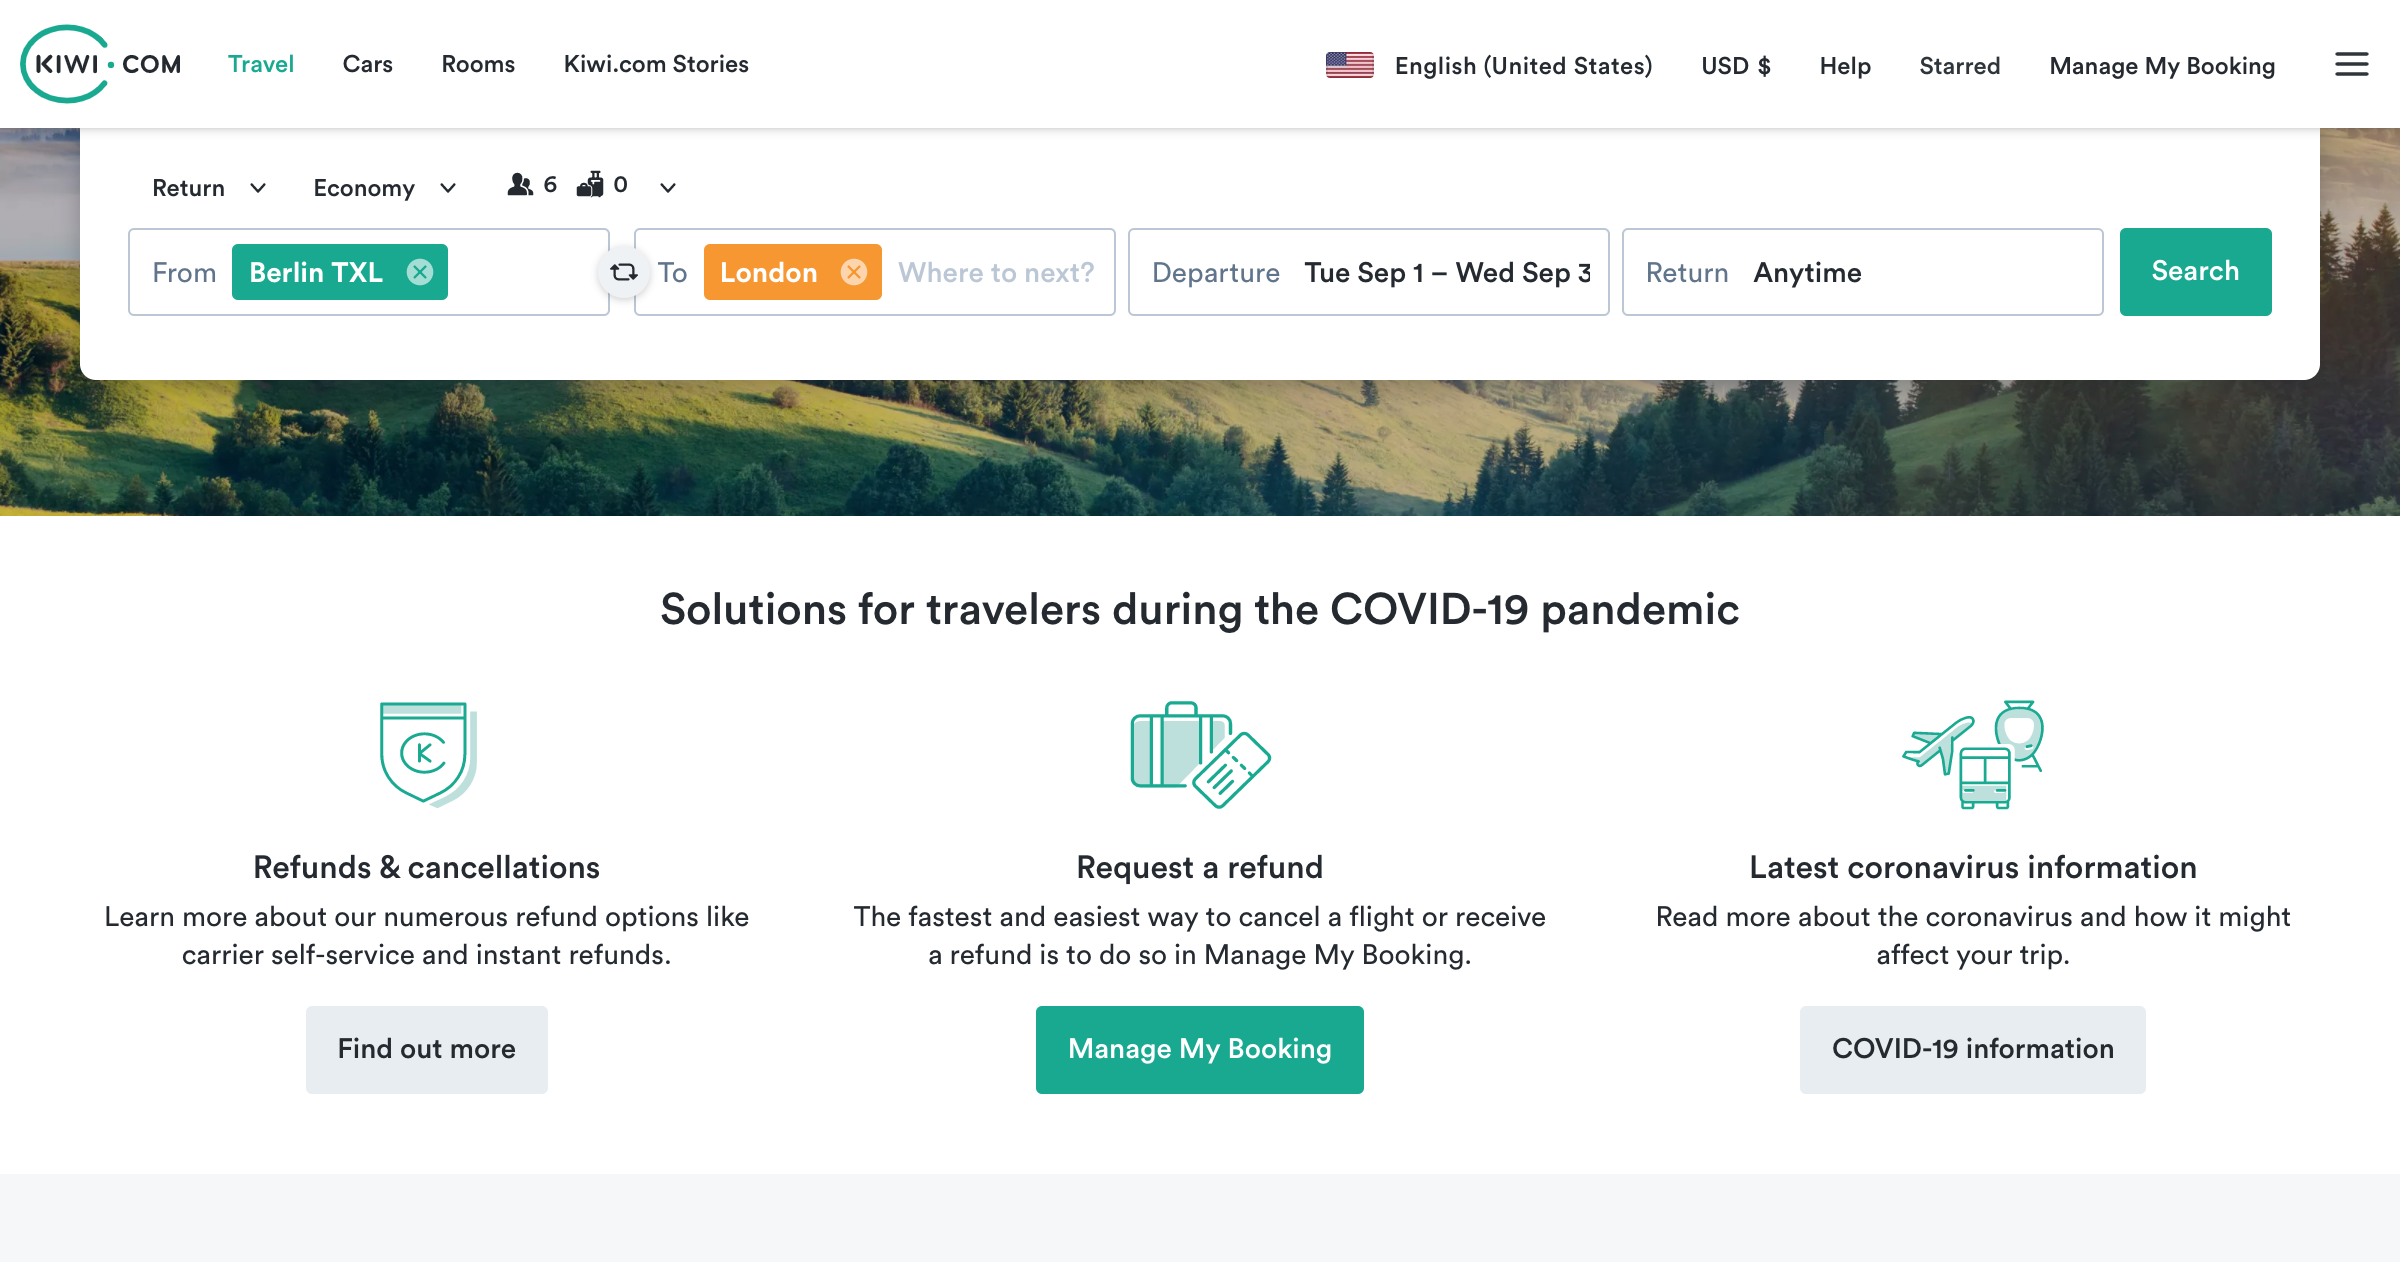 KIWI.COM Travel Cars Rooms Kiwi.com Stories English (United States) USD $ Help Starred Manage My Booking
Return Economy 6 0
From Berlin TXL To London Where to next? Departure Tue Sep 1 – Wed Sep 3 Return Anytime Search
Solutions for travelers during the COVID-19 pandemic
K
Refunds & cancellations
Learn more about our numerous refund options like
carrier self-service and instant refunds.
Find out more
Request a refund
The fastest and easiest way to cancel a flight or receive
a refund is to do so in Manage My Booking.
Manage My Booking
Latest coronavirus information
Read more about the coronavirus and how it might
affect your trip.
COVID-19 information